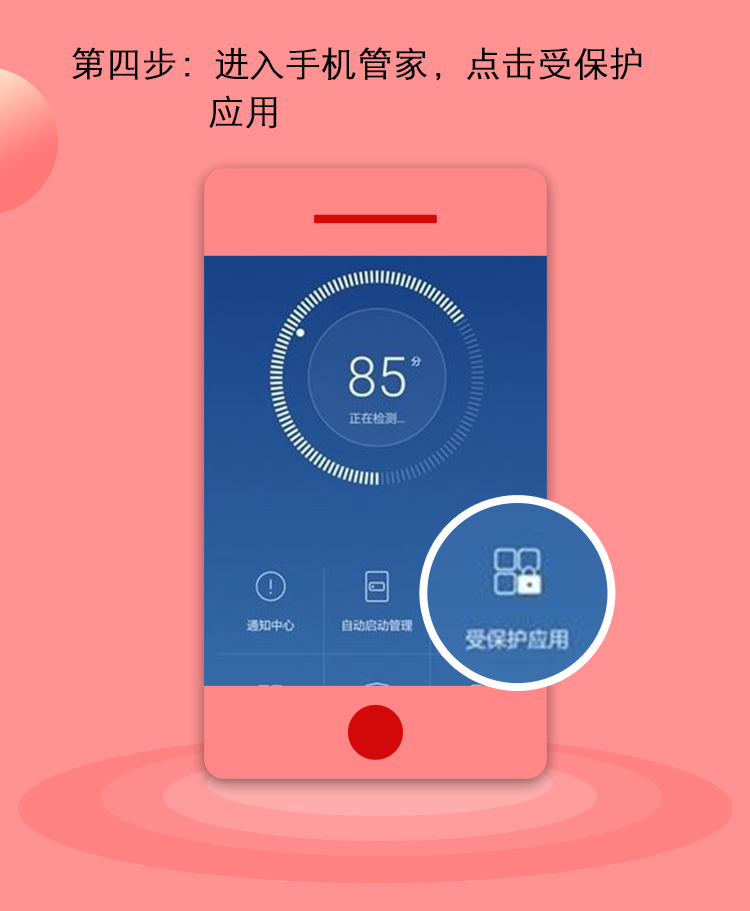 第四步：进入手机管家，点击受保护
应用
85分
正在检测...
通知中心
自动启动管理
受保护应用